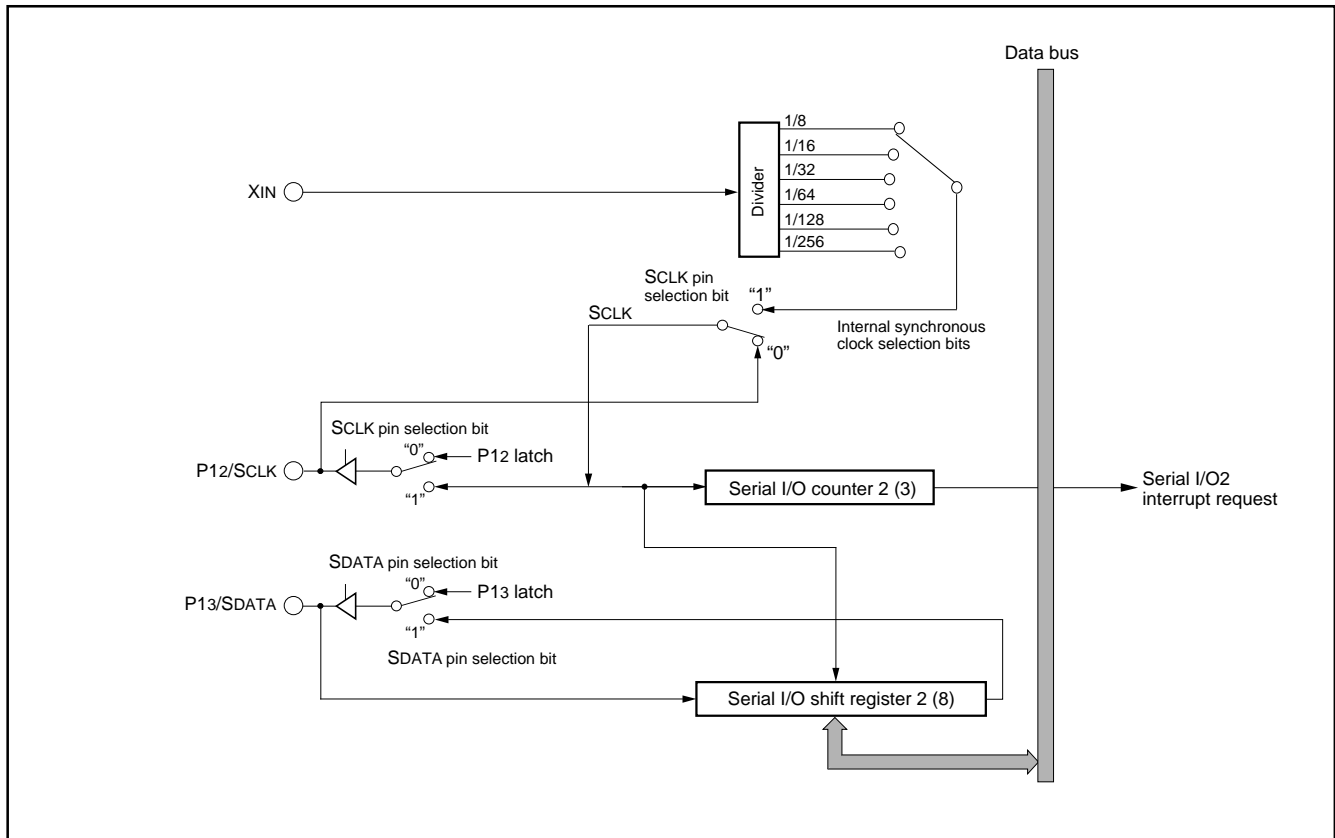 Data bus
1/8
1/16
1/32
1/64
1/128
1/256
Divider
XIN
SCLK pin
selection bit
"1"
SCLK
"0"
Internal synchronous
clock selection bits
SCLK pin selection bit
"0"
P12 latch
P12/SCLK
"1"
Serial I/O counter 2 (3)
Serial I/O2
interrupt request
SDATA pin selection bit
"0"
P13 latch
P13/SDATA
"1"
SDATA pin selection bit
Serial I/O shift register 2 (8)